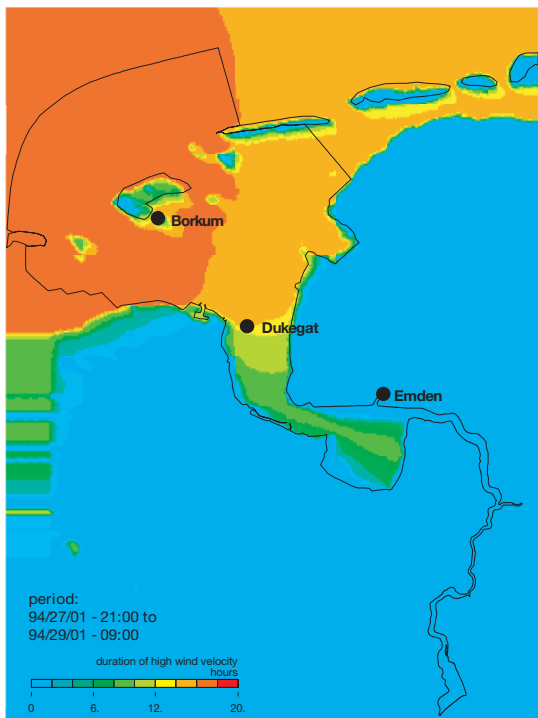 Borkum
Dukegat
Emden
period:
94/27/01 - 21:00 to
94/29/01 - 09:00
duration of high wind velocity
hours
0 6. 12. 20.